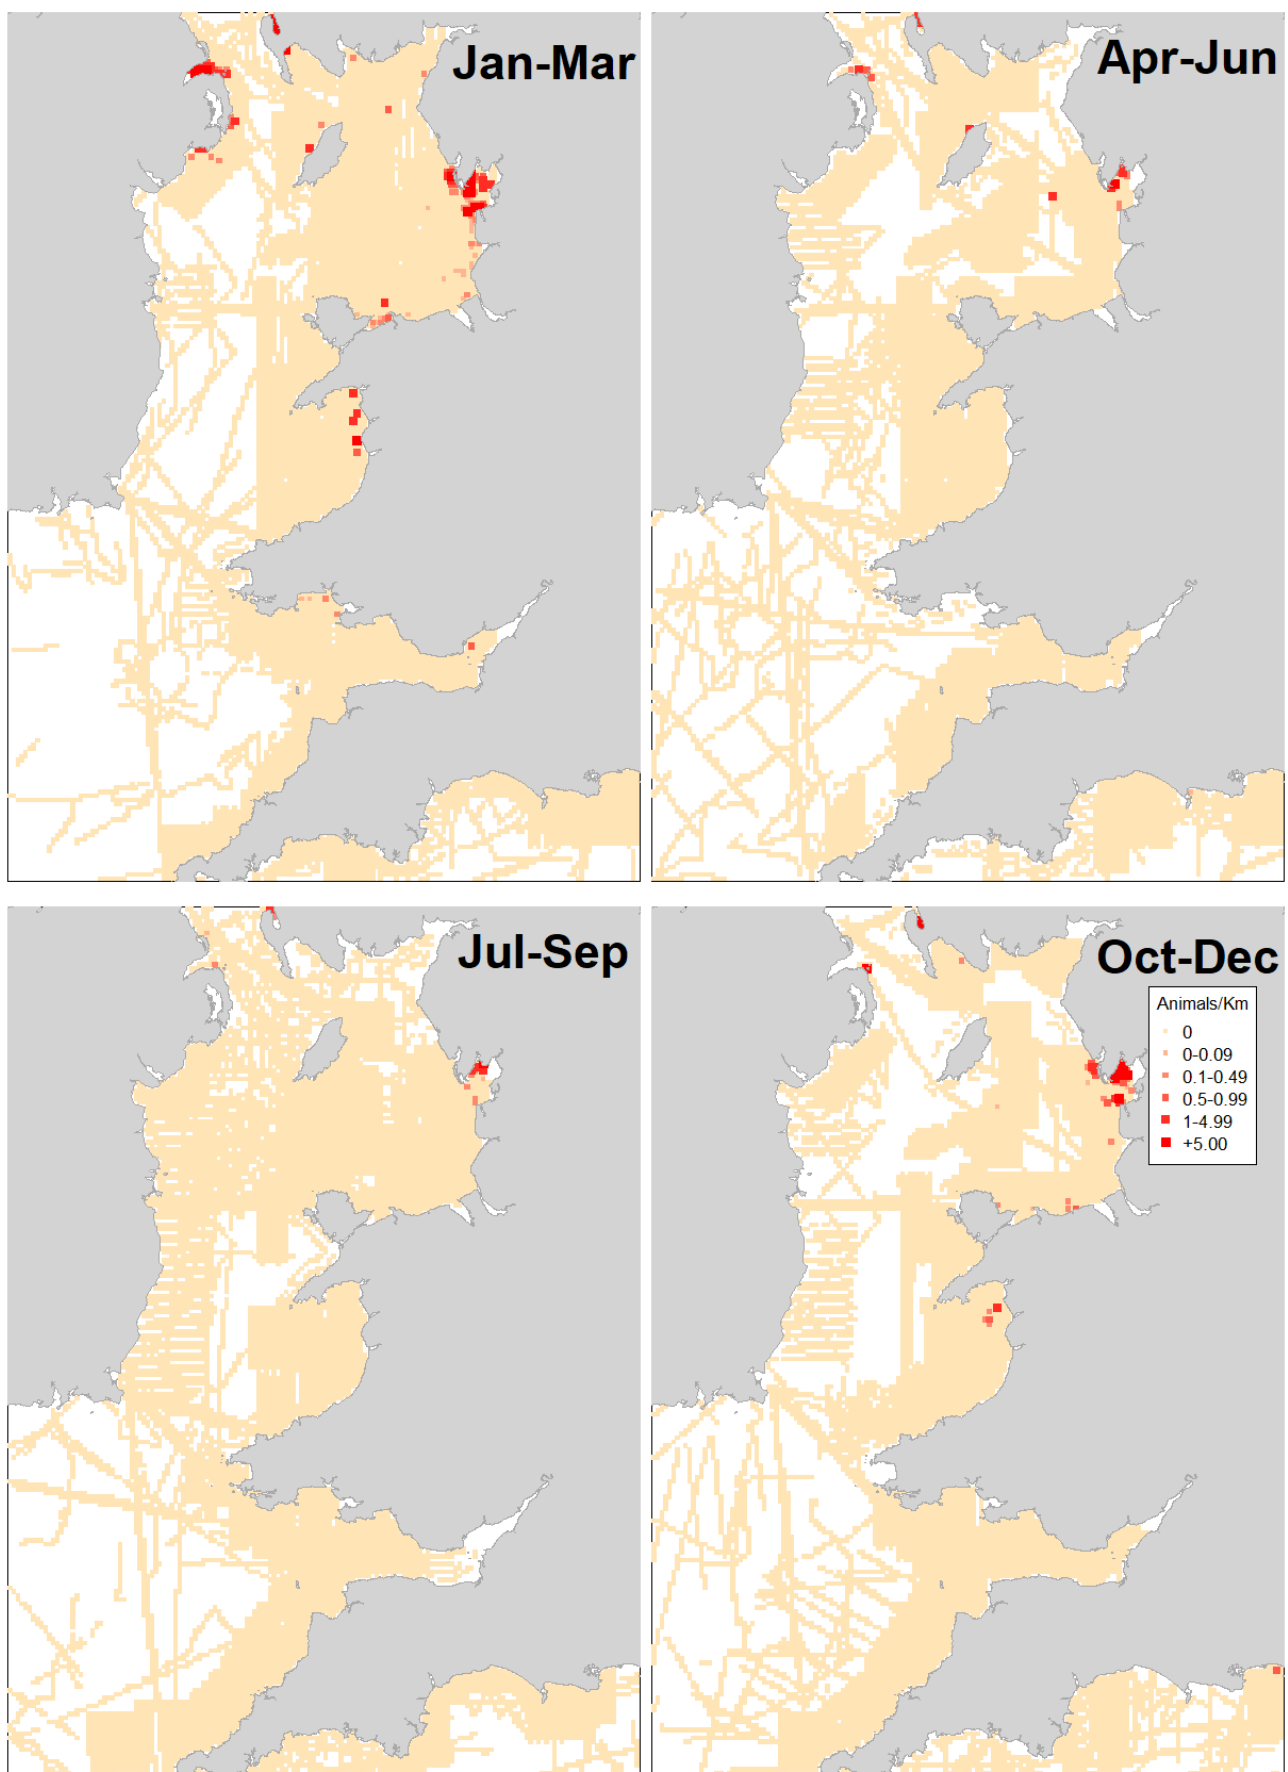 Jan-Mar
Apr-Jun
Jul-Sep
Oct-Dec
Animals/Km
0
0-0.09
0.1-0.49
0.5-0.99
1-4.99
+5.00